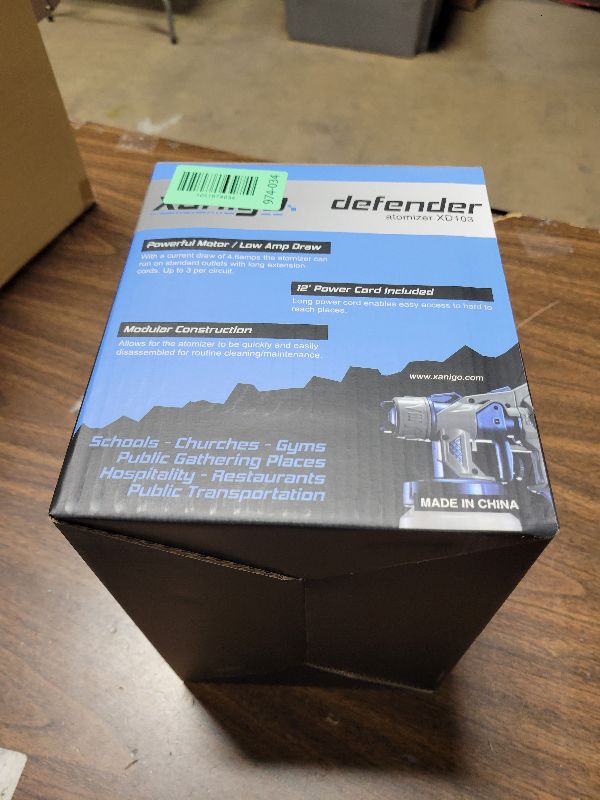 xanigo
defender
atomizer XD103
974-034
Powerful Motor / Low Amp Draw
With a current draw of 4.6amps the atomizer can
run on standard outlets with long extension
cords. Up to 3 per circuit.
12' Power Cord Included
Long power cord enables easy access to hard to
reach places.
Modular Construction
Allows for the atomizer to be quickly and easily
disassembled for routine cleaning/maintenance.
www.xanigo.com
Schools - Churches - Gyms
Public Gathering Places
Hospitality - Restaurants
Public Transportation
MADE IN CHINA